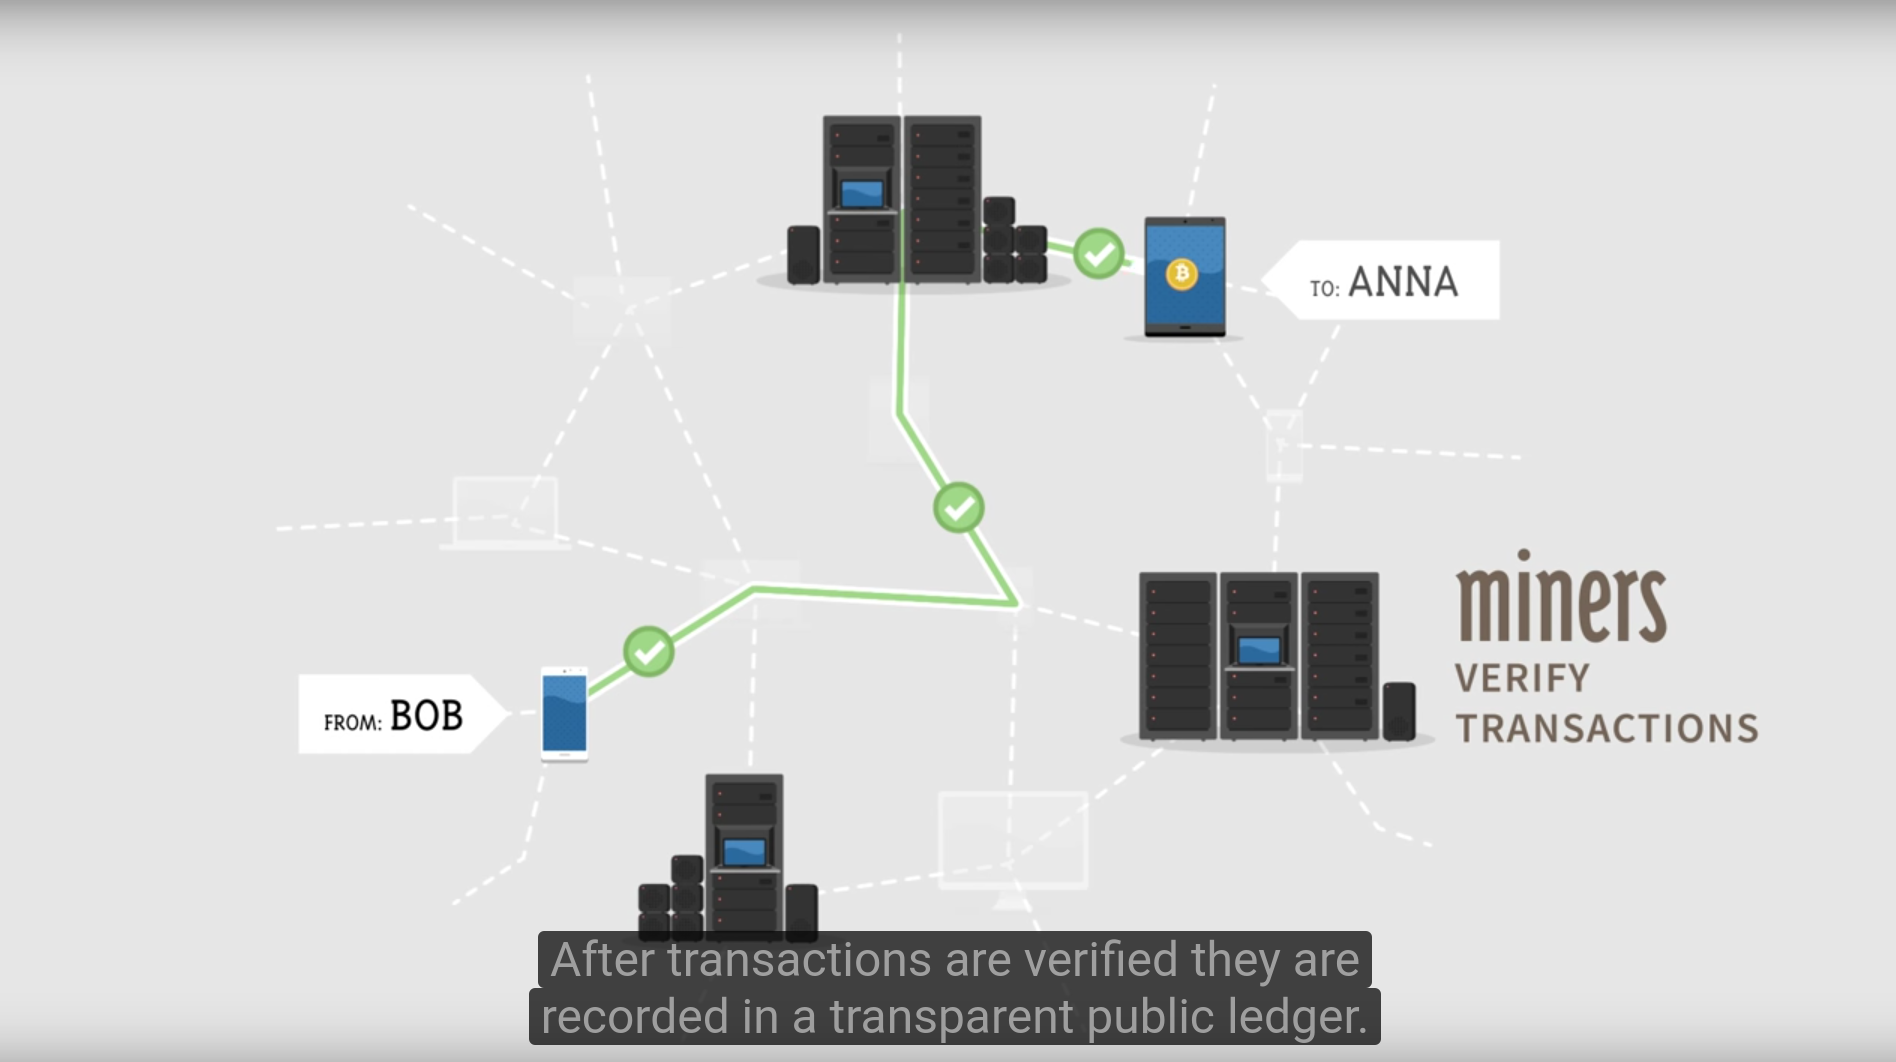 TO: ANNA
miners
VERIFY
TRANSACTIONS
FROM: BOB
After transactions are verified they are
recorded in a transparent public ledger.